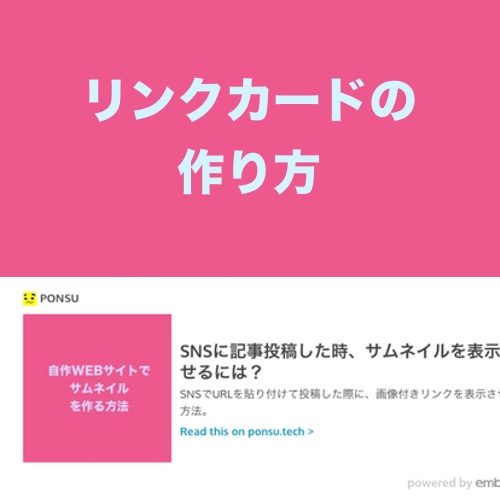 リンクカードの
作り方
PONSU
自作WEBサイトで
サムネイル
を作る方法
SNSに記事投稿した時、サムネイルを表示
せるには？
SNSでURLを貼り付けて投稿した際に、画像付きリンクを表示させ
方法。
Read this on ponsu.tech >
powered by emb